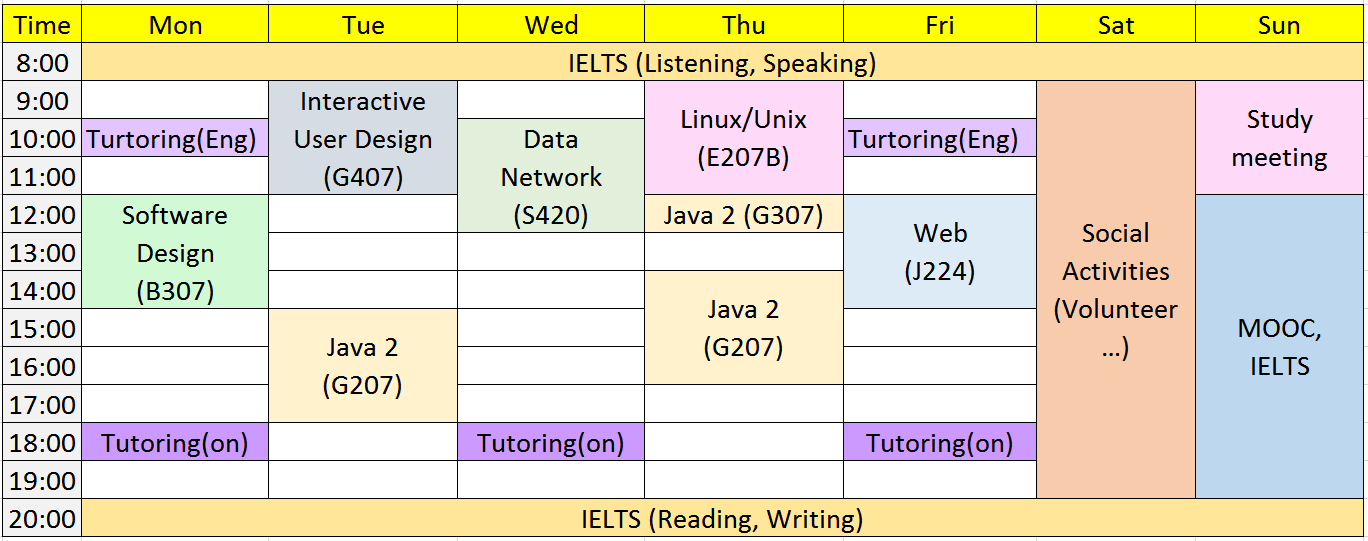 Time Mon Tue Wed Thu Fri Sat Sun
8:00 IELTS (Listening, Speaking)
9:00
10:00
11:00
12:00
13:00
14:00
15:00
16:00
17:00
18:00
19:00
Turtoring(Eng)
Software
Design
(B307)
Tutoring(on)
Interactive
User Design
(G407)
Java 2
(G207)
Data
Network
(S420)
Tutoring(on)
Linux/Unix
(E207B)
Java 2 (G307)
Java 2
(G207)
Turtoring(Eng)
Web
(J224)
Tutoring(on)
Social
Activities
(Volunteer
...)
Study
meeting
MOOC,
IELTS
20:00 IELTS (Reading, Writing)